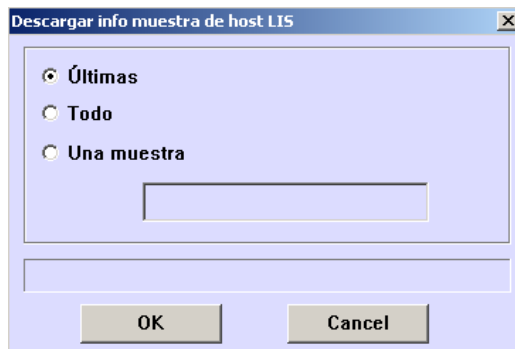 Descargar info muestra de host LIS
Últimas
Todo
Una muestra
OK
Cancel